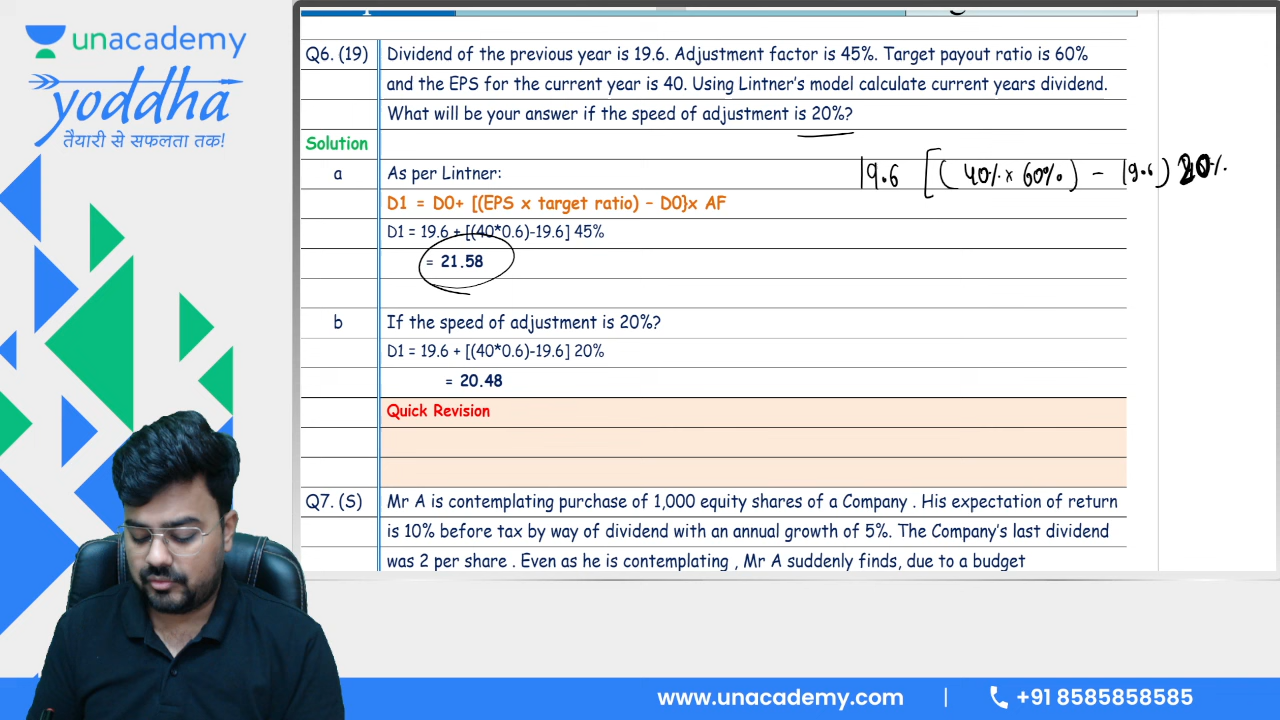 unacademy
yoddha
तैयारी से सफलता तक!
Q6. (19) Dividend of the previous year is 19.6. Adjustment factor is 45%. Target payout ratio is 60%
and the EPS for the current year is 40. Using Lintner's model calculate current years dividend.
What will be your answer if the speed of adjustment is 20%?
Solution
19.6 [(40% x 60%) - 19.6) 20%
a As per Lintner:
D1 = D0+ [(EPS x target ratio) – D0}x AF
D1 = 19.6 + [(40*0.6)-19.6] 45%
= 21.58
b If the speed of adjustment is 20%?
D1 = 19.6 + [(40*0.6)-19.6] 20%
= 20.48
Quick Revision
Q7. (S) Mr A is contemplating purchase of 1,000 equity shares of a Company . His expectation of return
is 10% before tax by way of dividend with an annual growth of 5%. The Company's last dividend
was 2 per share . Even as he is contemplating , Mr A suddenly finds, due to a budget
www.unacademy.com | +91 8585858585